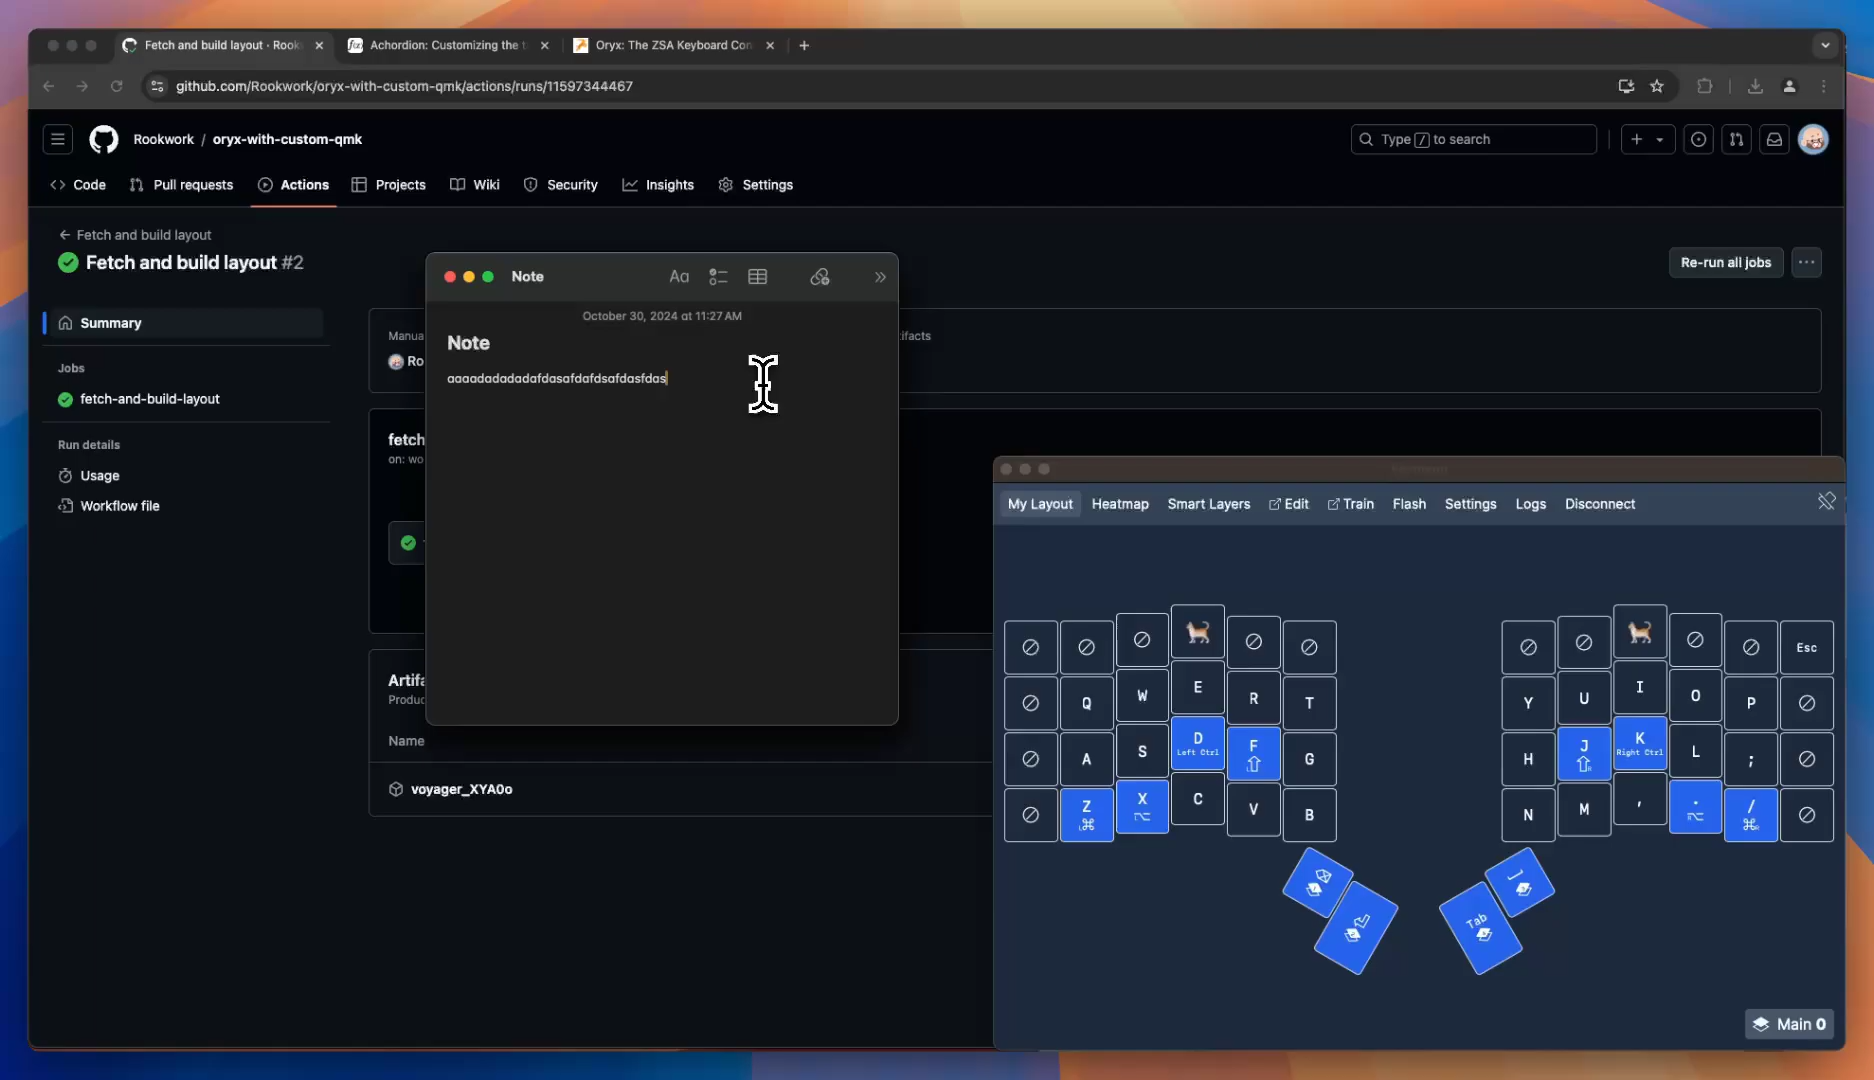 Fetch and build layout · Rook
Achordion: Customizing the t
Oryx: The ZSA Keyboard Con
github.com/Rookwork/oryx-with-custom-qmk/actions/runs/11597344467
Rookwork / oryx-with-custom-qmk
Type / to search
Code
Pull requests
Actions
Projects
Wiki
Security
Insights
Settings
Fetch and build layout
Fetch and build layout #2
Re-run all jobs
Summary
Jobs
fetch-and-build-layout
Run details
Usage
Workflow file
Manua
Ro
ifacts
fetch
on: wo
Artifa
Produc
Name
voyager_XYA0o
Note
Aa
October 30, 2024 at 11:27 AM
Note
aaaadadadadafdasafdafdsafdasfdas
My Layout
Heatmap
Smart Layers
Edit
Train
Flash
Settings
Logs
Disconnect
Esc
Q W E R T
Y U I O P
A S D F G
Left Ctrl
H J K L ;
Right Ctrl
Z X C V B
N M , . /
Tab
Main 0